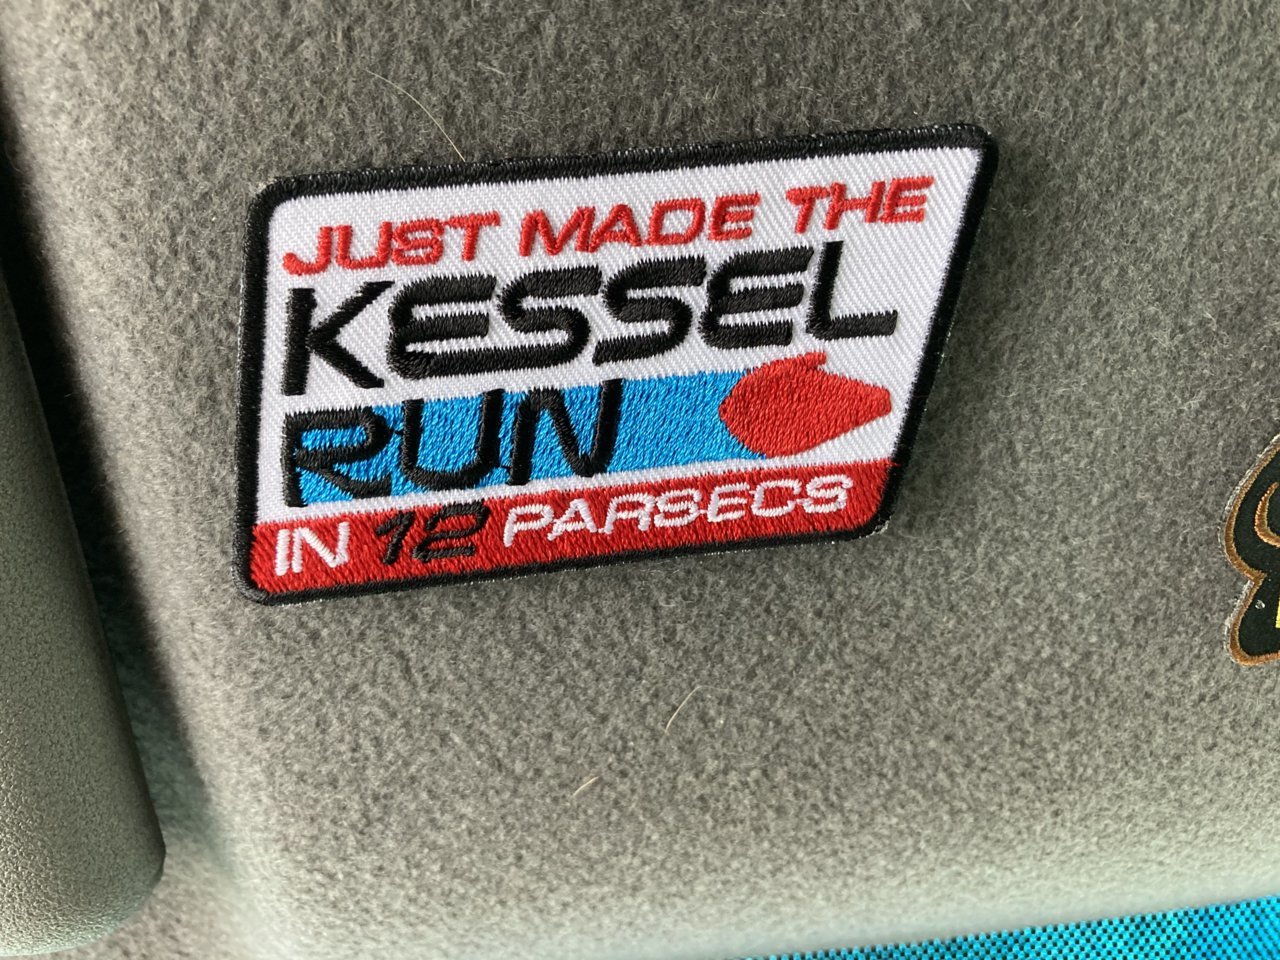 JUST MADE THE
KESSEL
RUN
IN 12 PARSECS